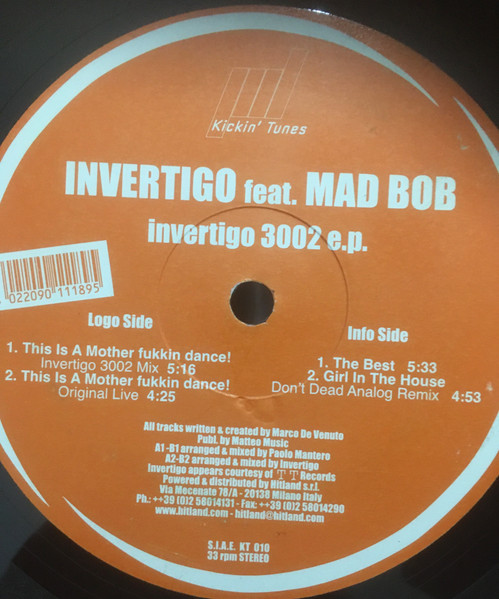 Kickin' Tunes
INVERTIGO feat. MAD BOB
invertigo 3002 e.p.
022090 111895
Logo Side
1. This Is A Mother fukkin dance!
Invertigo 3002 Mix 5:16
2. This Is A Mother fukkin dance!
Original Live 4:25
Info Side
1. The Best 5:33
2. Girl In The House
Don't Dead Analog Remix 4:53
All tracks written & created by Marco De Venuto
Publ. by Matteo Music
A1-B1 arranged & mixed by Paolo Mantero
A2-B2 arranged & mixed by Invertigo
Invertigo appears courtesy of T T Records
Powered & distributed by Hitland s.r.l.
Via Mecenate 78/A - 20138 Milano Italy
Ph.: ++39 (0)2 58014131 - Fax: ++39 (0)2 58014290
www.hitland.com - hitland@hitland.com
S.I.A.E. KT 010
33 rpm STEREO